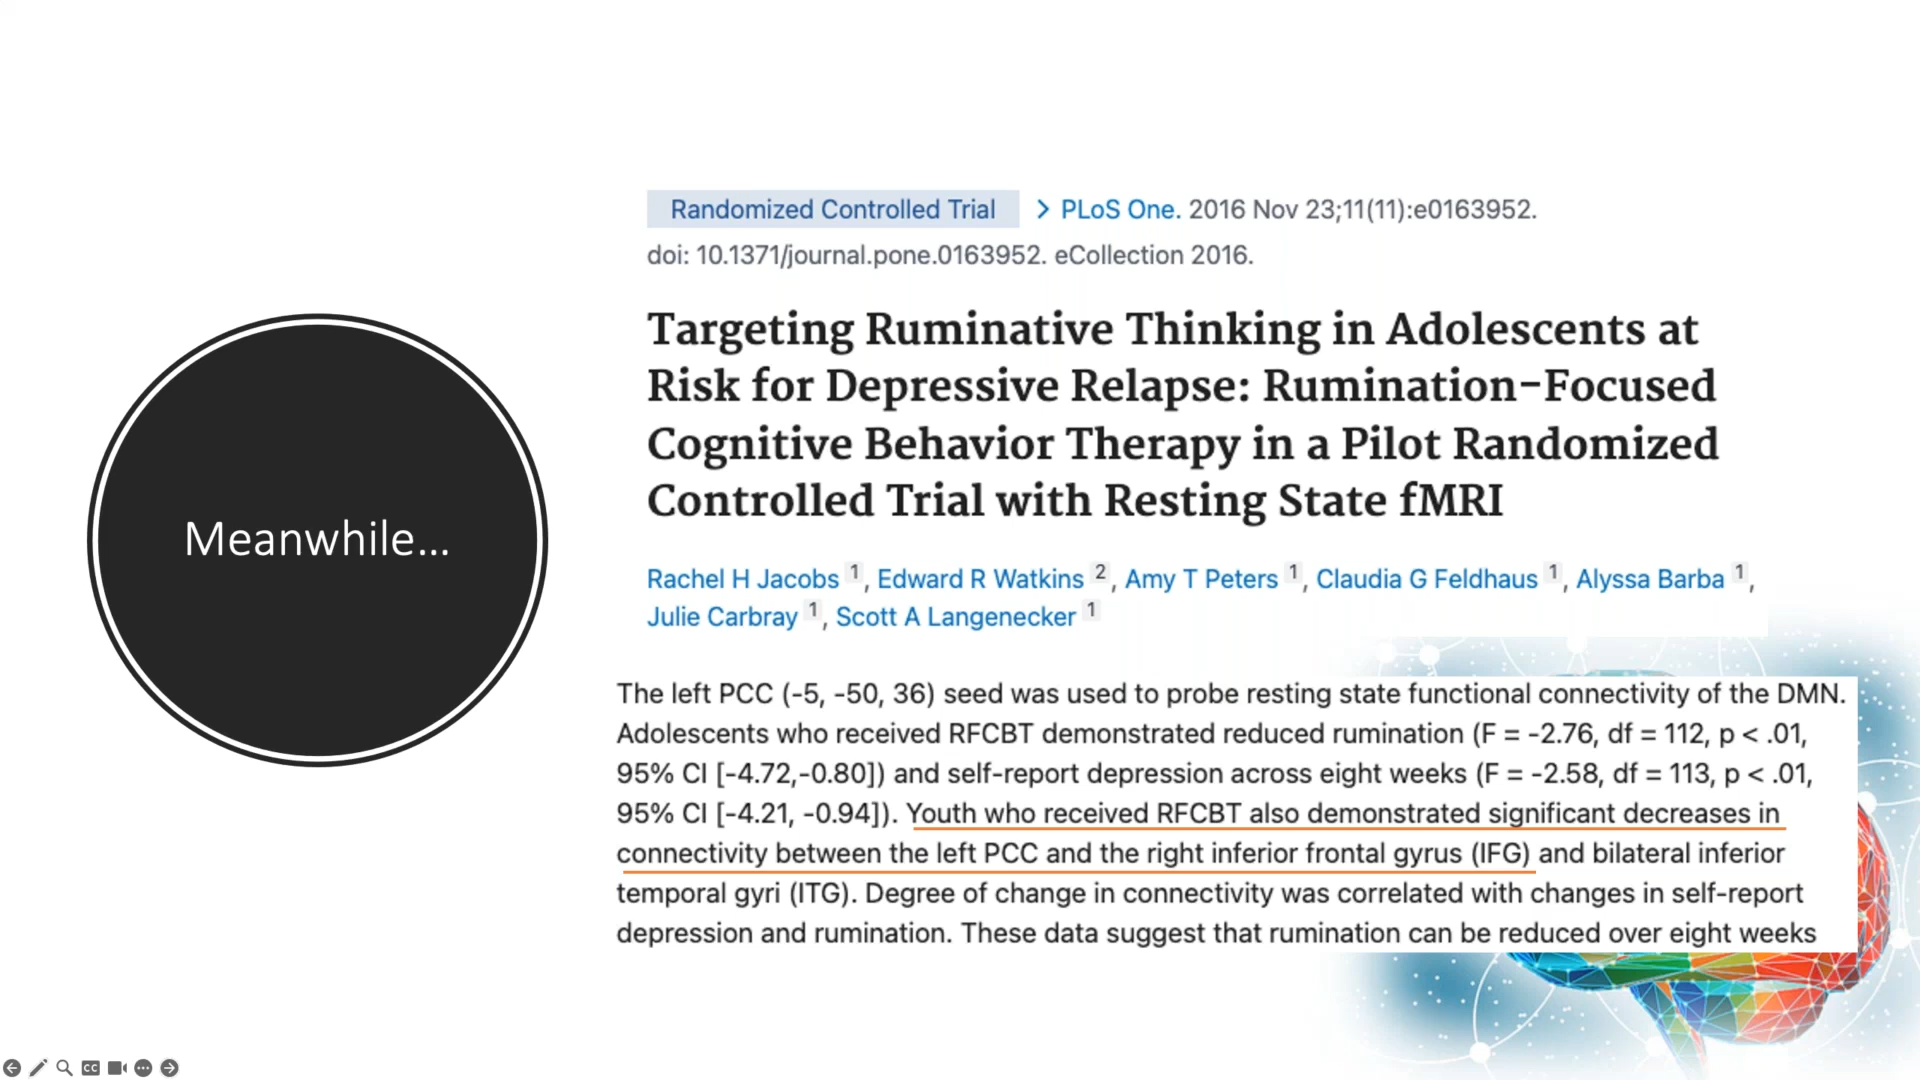 Meanwhile...
Randomized Controlled Trial > PLoS One. 2016 Nov 23;11(11):e0163952.
doi: 10.1371/journal.pone.0163952. eCollection 2016.
Targeting Ruminative Thinking in Adolescents at
Risk for Depressive Relapse: Rumination-Focused
Cognitive Behavior Therapy in a Pilot Randomized
Controlled Trial with Resting State fMRI
Rachel H Jacobs 1, Edward R Watkins 2, Amy T Peters 1, Claudia G Feldhaus 1, Alyssa Barba 1,
Julie Carbray 1, Scott A Langenecker 1
The left PCC (-5, -50, 36) seed was used to probe resting state functional connectivity of the DMN.
Adolescents who received RFCBT demonstrated reduced rumination (F = -2.76, df = 112, p < .01,
95% CI [-4.72,-0.80]) and self-report depression across eight weeks (F = -2.58, df = 113, p < .01,
95% CI [-4.21, -0.94]). Youth who received RFCBT also demonstrated significant decreases in
connectivity between the left PCC and the right inferior frontal gyrus (IFG) and bilateral inferior
temporal gyri (ITG). Degree of change in connectivity was correlated with changes in self-report
depression and rumination. These data suggest that rumination can be reduced over eight weeks
CC